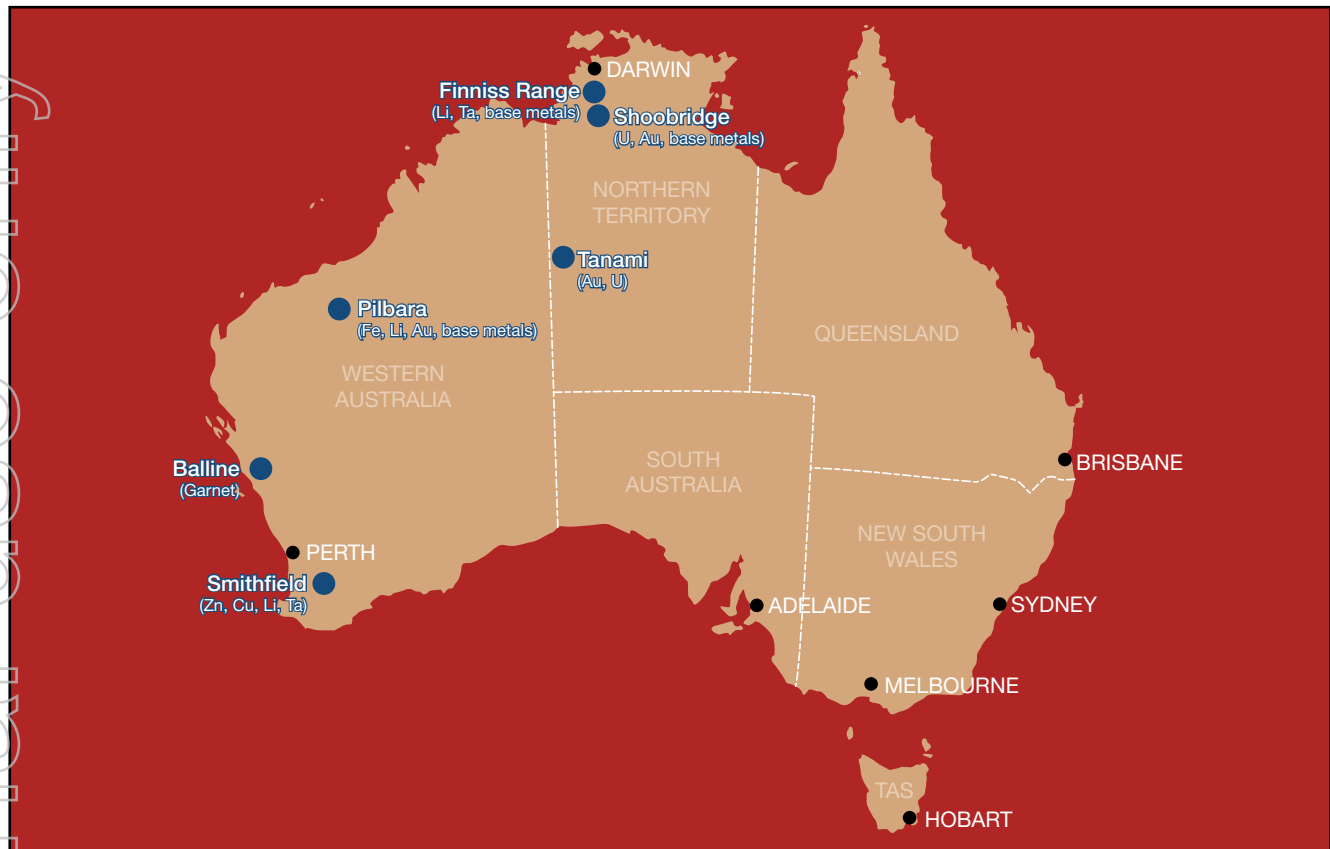 DARWIN
Finniss Range
(Li, Ta, base metals)
Shoobridge
(U, Au, base metals)
NORTHERN
TERRITORY
Tanami
(Au, U)
Pilbara
(Fe, Li, Au, base metals)
QUEENSLAND
WESTERN
AUSTRALIA
Balline
(Garnet)
SOUTH
AUSTRALIA
BRISBANE
NEW SOUTH
WALES
PERTH
Smithfield
(Zn, Cu, Li, Ta)
ADELAIDE
SYDNEY
MELBOURNE
TAS
HOBART